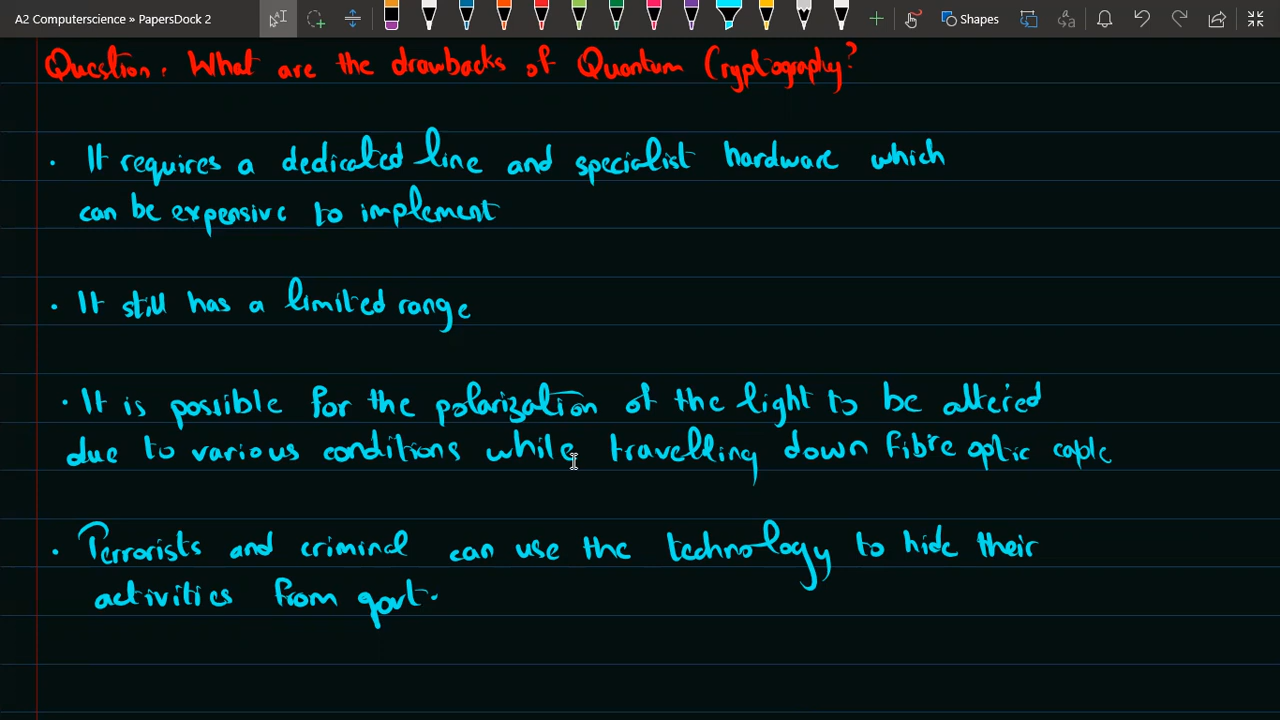 A2 Computerscience » PapersDock 2
Shapes
Question. What are the drawbacks of Quantum Cryptography?
· It requires a dedicated line and specialist hardware which
can be expensive to implement
· It still has a limited range
· It is possible for the polarization of the light to be altered
due to various conditions while travelling down fibre optic cable
· Terrorists and criminal can use the technology to hide their
activities from govt.